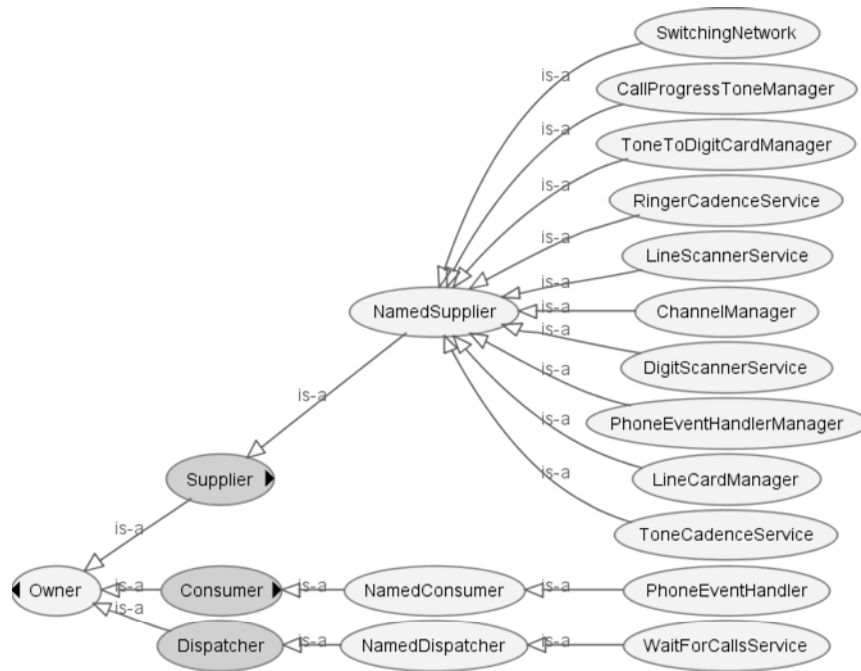 SwitchingNetwork
is-a
CallProgressToneManager
is-a
ToneToDigitCardManager
is-a
RingerCadenceService
is-a
LineScannerService
is-a
NamedSupplier
is-a
ChannelManager
is-a
DigitScannerService
is-a
PhoneEventHandlerManager
is-a
is-a
LineCardManager
Supplier
is-a
ToneCadenceService
is-a
Owner
is-a
Consumer
is-a
NamedConsumer
is-a
PhoneEventHandler
is-a
Dispatcher
is-a
NamedDispatcher
is-a
WaitForCallsService